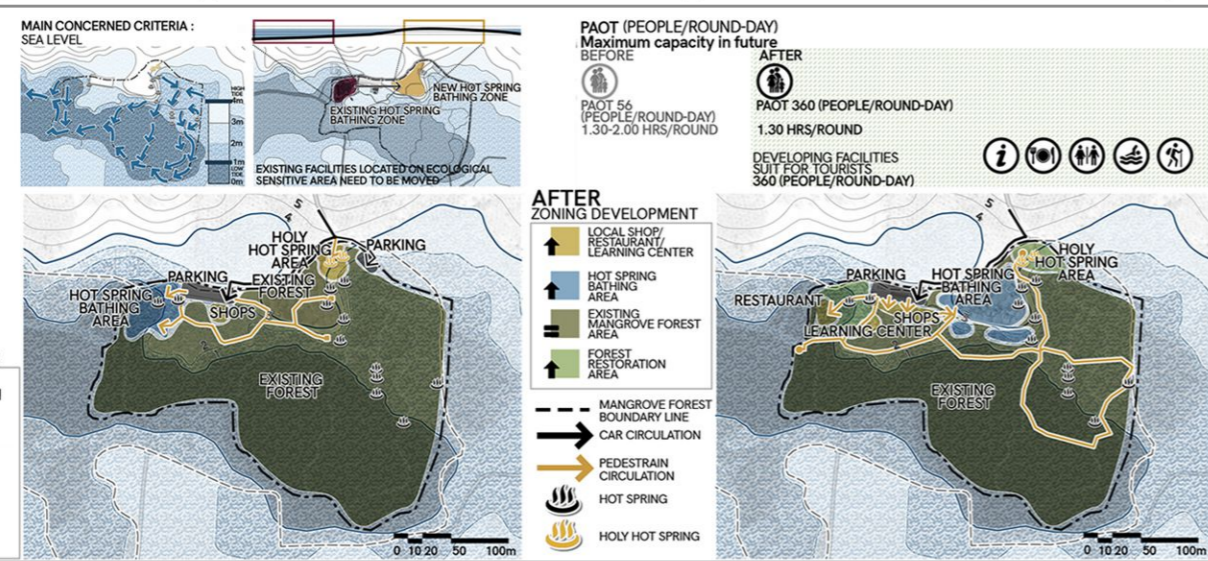 MAIN CONCERNED CRITERIA :
SEA LEVEL
HIGH
TIDE
4m
3m
2m
1m
LOW
TIDE
0m
NEW HOT SPRING
BATHING ZONE
EXISTING HOT SPRING
BATHING ZONE
EXISTING FACILITIES LOCATED ON ECOLOGICAL
SENSITIVE AREA NEED TO BE MOVED
PAOT (PEOPLE/ROUND-DAY)
Maximum capacity in future
BEFORE
PAOT 56
(PEOPLE/ROUND-DAY)
1.30-2.00 HRS/ROUND
AFTER
PAOT 360 (PEOPLE/ROUND-DAY)
1.30 HRS/ROUND
DEVELOPING FACILITIES
SUIT FOR TOURISTS
360 (PEOPLE/ROUND-DAY)
i
5
4
HOLY
HOT SPRING
AREA
PARKING
PARKING
EXISTING
FOREST
HOT SPRING
BATHING
AREA
SHOPS
EXISTING
FOREST
0 10 20 50 100m
AFTER
ZONING DEVELOPMENT
LOCAL SHOP/
RESTAURANT/
LEARNING CENTER
HOT SPRING
BATHING
AREA
EXISTING
MANGROVE FOREST
AREA
FOREST
RESTORATION
AREA
MANGROVE FOREST
BOUNDARY LINE
CAR CIRCULATION
PEDESTRAIN
CIRCULATION
HOT SPRING
HOLY HOT SPRING
5
4
HOLY
HOT SPRING
AREA
PARKING
HOT SPRING
BATHING
AREA
RESTAURANT
SHOPS
LEARNING CENTER
EXISTING
FOREST
0 10 20 50 100m